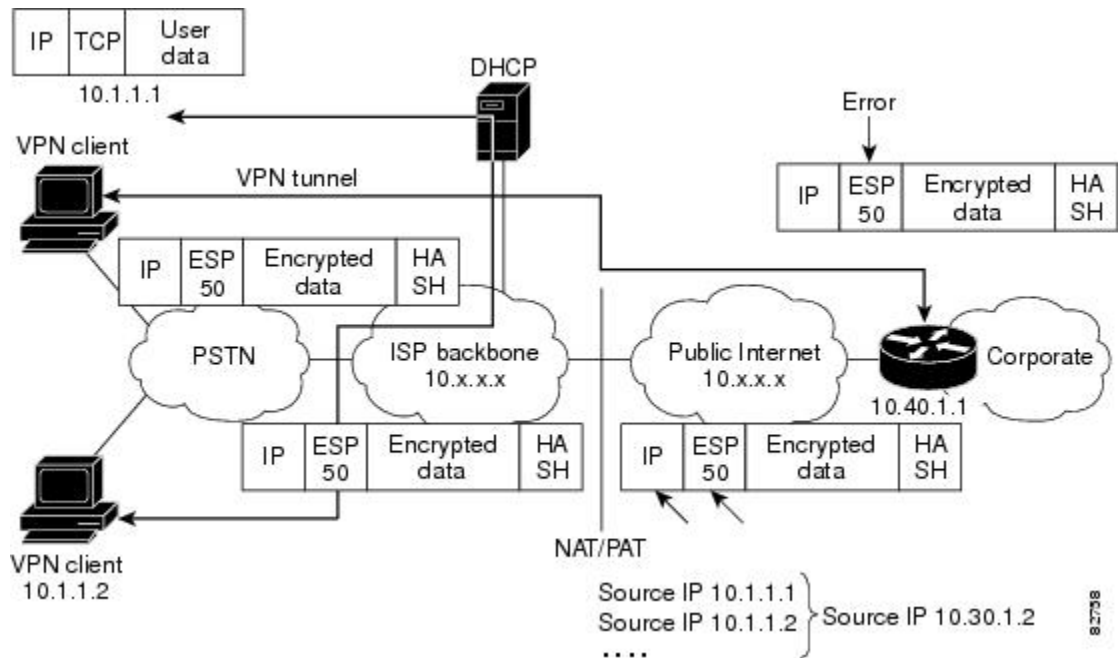 IP TCP User data
10.1.1.1
DHCP
Error
VPN client
VPN tunnel
IP ESP 50 Encrypted data HA SH
IP ESP 50 Encrypted data HA SH
PSTN
ISP backbone
10.x.x.x
Public Internet
10.x.x.x
Corporate
10.40.1.1
IP ESP 50 Encrypted data HA SH
IP ESP 50 Encrypted data HA SH
VPN client
10.1.1.2
NAT/PAT
Source IP 10.1.1.1
Source IP 10.1.1.2
....
Source IP 10.30.1.2
82758